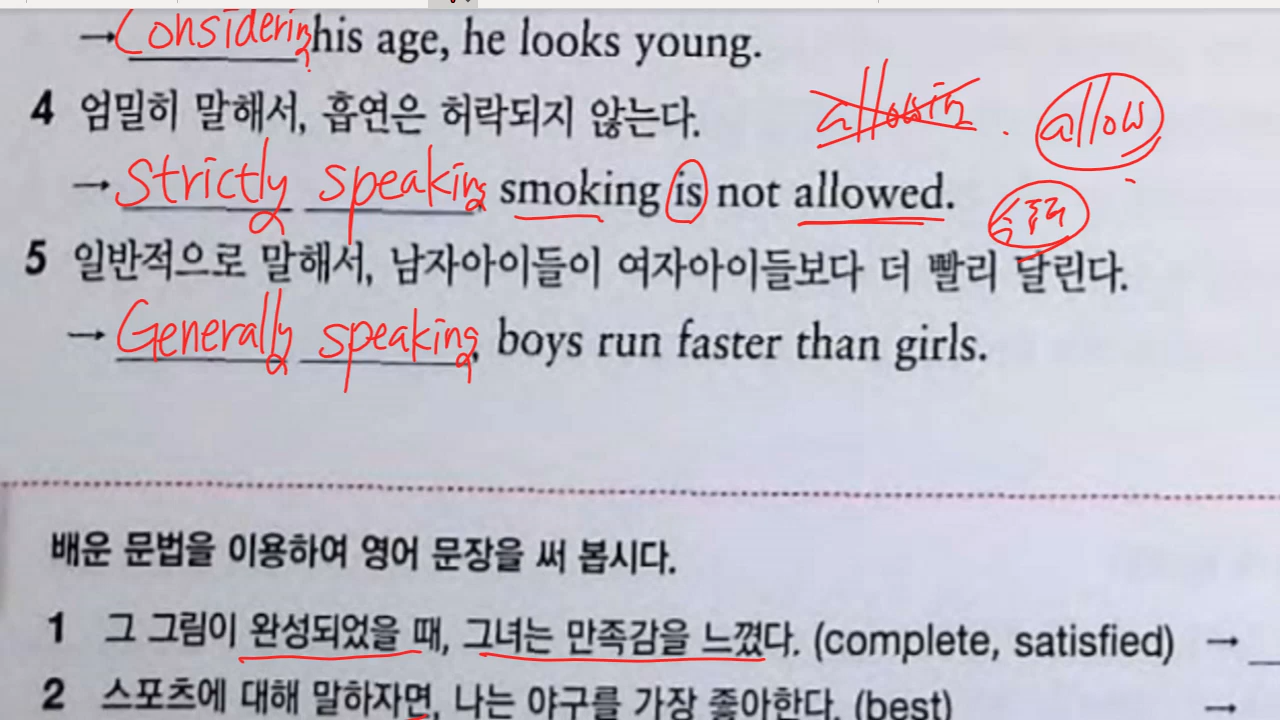 → Considering his age, he looks young.
4 엄밀히 말해서, 흡연은 허락되지 않는다.
allowin . allow
→ Strictly speaking, smoking is not allowed. 수동
5 일반적으로 말해서, 남자아이들이 여자아이들보다 더 빨리 달린다.
→ Generally speaking, boys run faster than girls.
배운 문법을 이용하여 영어 문장을 써 봅시다.
1 그 그림이 완성되었을 때, 그녀는 만족감을 느꼈다. (complete, satisfied) →
2 스포츠에 대해 말하자면, 나는 야구를 가장 좋아한다. (best) →